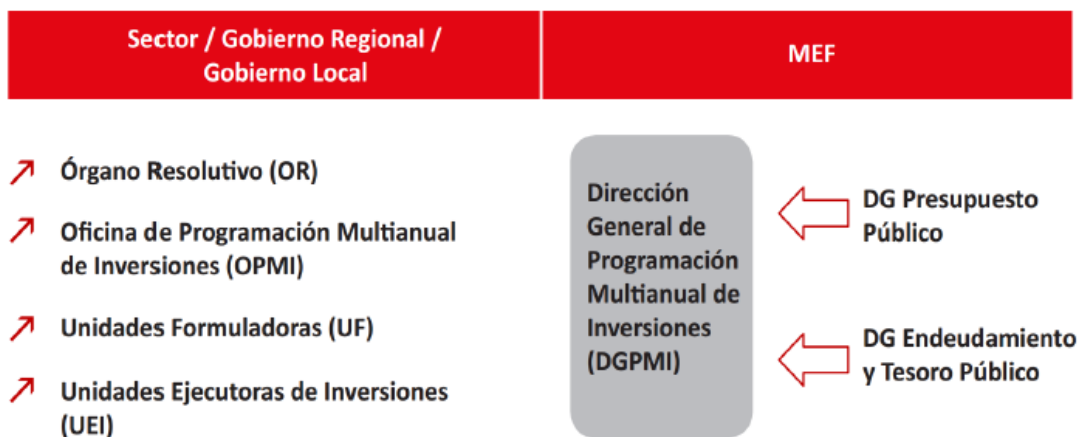 Sector / Gobierno Regional /
Gobierno Local
MEF
Órgano Resolutivo (OR)
Oficina de Programación Multianual
de Inversiones (OPMI)
Unidades Formuladoras (UF)
Unidades Ejecutoras de Inversiones
(UEI)
Dirección
General de
Programación
Multianual de
Inversiones
(DGPMI)
DG Presupuesto
Público
DG Endeudamiento
y Tesoro Público